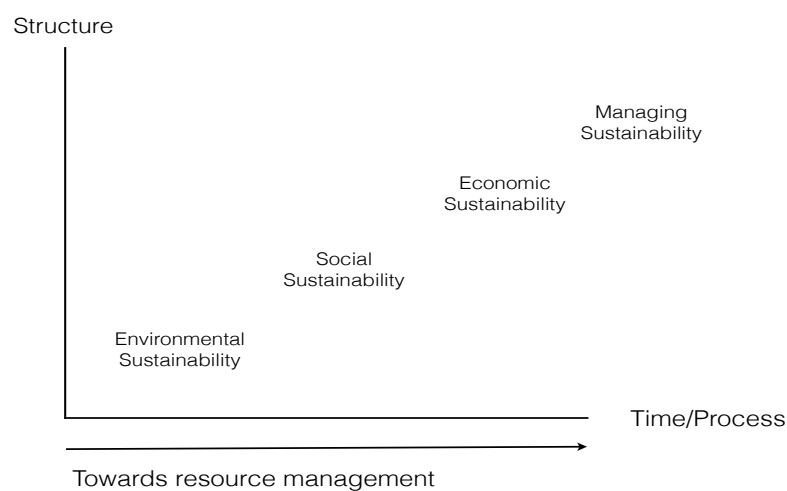 Structure
Managing
Sustainability
Economic
Sustainability
Social
Sustainability
Environmental
Sustainability
Time/Process
Towards resource management